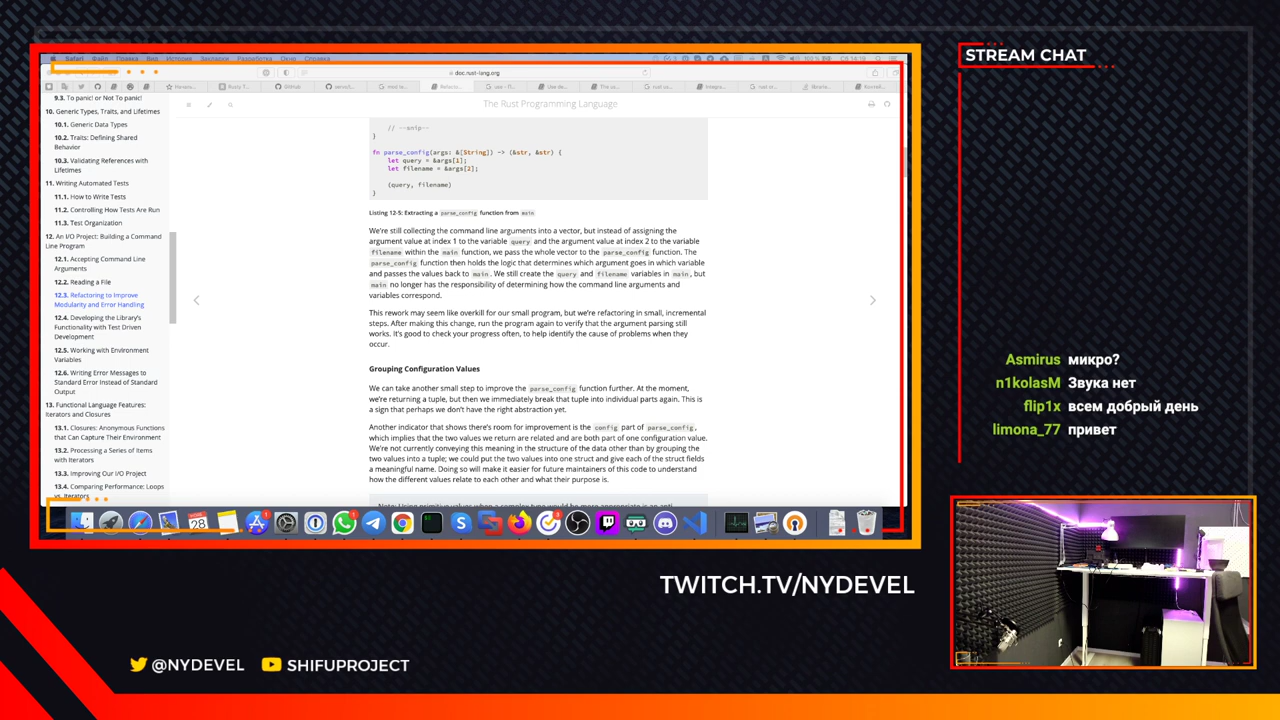 STREAM CHAT
Asmirus микро?
n1kolasM Звука нет
flip1x всем добрый день
limona_77 привет
Safari Файл Правка Вид История Закладки Разработка Окно Справка
doc.rust-lang.org
The Rust Programming Language
9.3. To panic! or Not To panic!
10. Generic Types, Traits, and Lifetimes
10.1. Generic Data Types
10.2. Traits: Defining Shared
Behavior
10.3. Validating References with
Lifetimes
11. Writing Automated Tests
11.1. How to Write Tests
11.2. Controlling How Tests Are Run
11.3. Test Organization
12. An I/O Project: Building a Command
Line Program
12.1. Accepting Command Line
Arguments
12.2. Reading a File
12.3. Refactoring to Improve
Modularity and Error Handling
12.4. Developing the Library's
Functionality with Test Driven
Development
12.5. Working with Environment
Variables
12.6. Writing Error Messages to
Standard Error Instead of Standard
Output
13. Functional Language Features:
Iterators and Closures
13.1. Closures: Anonymous Functions
that Can Capture Their Environment
13.2. Processing a Series of Items
with Iterators
13.3. Improving Our I/O Project
13.4. Comparing Performance: Loops
vs. Iterators
// --snip--
}
fn parse_config(args: &[String]) -> (&str, &str) {
let query = &args[1];
let filename = &args[2];
(query, filename)
}
Listing 12-5: Extracting a parse_config function from main
We're still collecting the command line arguments into a vector, but instead of assigning the
argument value at index 1 to the variable query and the argument value at index 2 to the variable
filename within the main function, we pass the whole vector to the parse_config function. The
parse_config function then holds the logic that determines which argument goes in which variable
and passes the values back to main. We still create the query and filename variables in main, but
main no longer has the responsibility of determining how the command line arguments and
variables correspond.
This rework may seem like overkill for our small program, but we're refactoring in small, incremental
steps. After making this change, run the program again to verify that the argument parsing still
works. It's good to check your progress often, to help identify the cause of problems when they
occur.
Grouping Configuration Values
We can take another small step to improve the parse_config function further. At the moment,
we're returning a tuple, but then we immediately break that tuple into individual parts again. This is
a sign that perhaps we don't have the right abstraction yet.
Another indicator that shows there's room for improvement is the config part of parse_config,
which implies that the two values we return are related and are both part of one configuration value.
We're not currently conveying this meaning in the structure of the data other than by grouping the
two values into a tuple; we could put the two values into one struct and give each of the struct fields
a meaningful name. Doing so will make it easier for future maintainers of this code to understand
how the different values relate to each other and what their purpose is.
28
TWITCH.TV/NYDEVEL
@NYDEVEL
SHIFUPROJECT